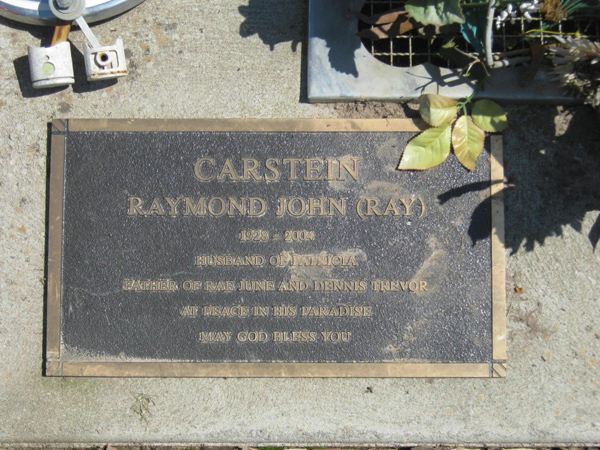 CARSTEIN
RAYMOND JOHN (RAY)
HUSBAND OF PATRICIA
FATHER OF RAE JUNE AND DENNIS TREVOR
AT PEACE IN HIS PARADISE
MAY GOD BLESS YOU